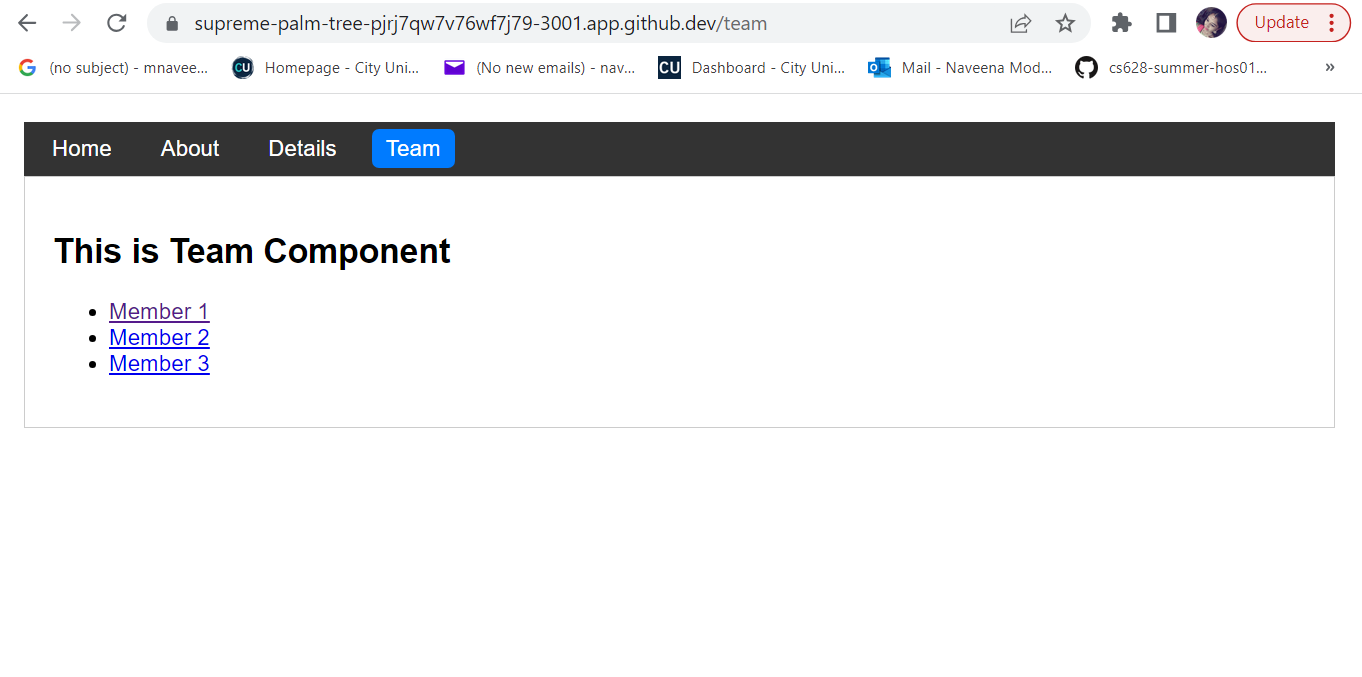 supreme-palm-tree-pjrj7qw7v76wf7j79-3001.app.github.dev/team Update
(no subject) - mnavee... CU Homepage - City Uni... (No new emails) - nav... CU Dashboard - City Uni... Mail - Naveena Mod... cs628-summer-hos01... »
Home About Details Team
This is Team Component
Member 1
Member 2
Member 3